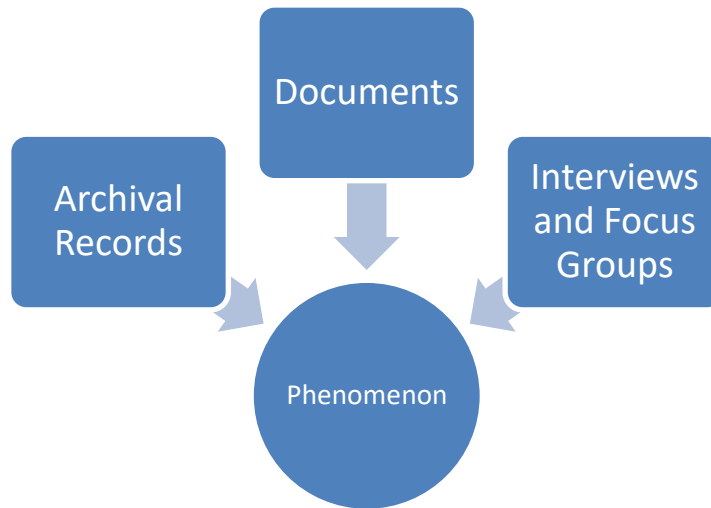 Documents
Archival
Records
Interviews
and Focus
Groups
Phenomenon